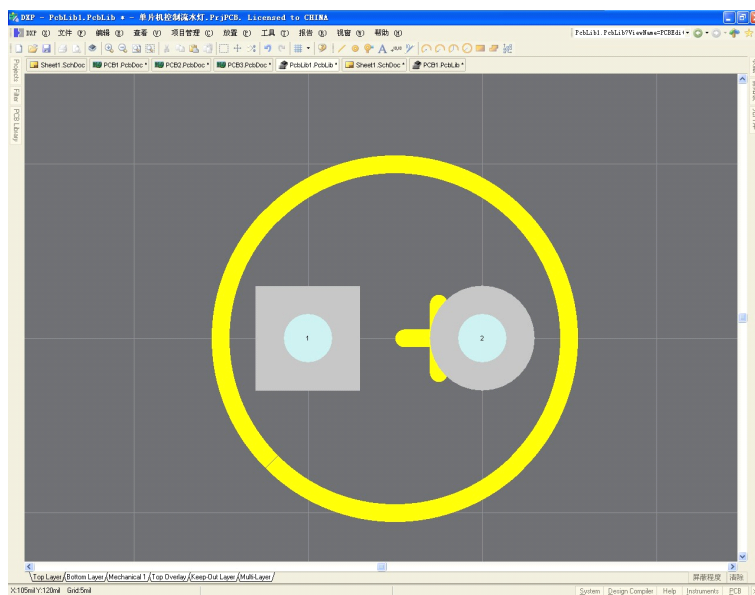 DXP - PcbLib1.PcbLib * - 单片机控制流水灯.PrjPCB. Licensed to CHINA
DXP (X) 文件 (F) 编辑 (E) 查看 (V) 项目管理 (C) 放置 (P) 工具 (T) 报告 (R) 视窗 (W) 帮助 (H) PcbLib1.PcbLib?ViewName=PCBEdi
Sheet1.SchDoc PCB1.PcbDoc * PCB2.PcbDoc * PCB3.PcbDoc * PcbLib1.PcbLib * Sheet1.SchDoc * PCB1.PcbLib *
Projects
Filter
PCB Library
1 2
Top Layer Bottom Layer Mechanical 1 Top Overlay Keep-Out Layer Multi-Layer 屏蔽程度 清除
X:105mil Y:120mil Grid:5mil System Design Compiler Help Instruments PCB